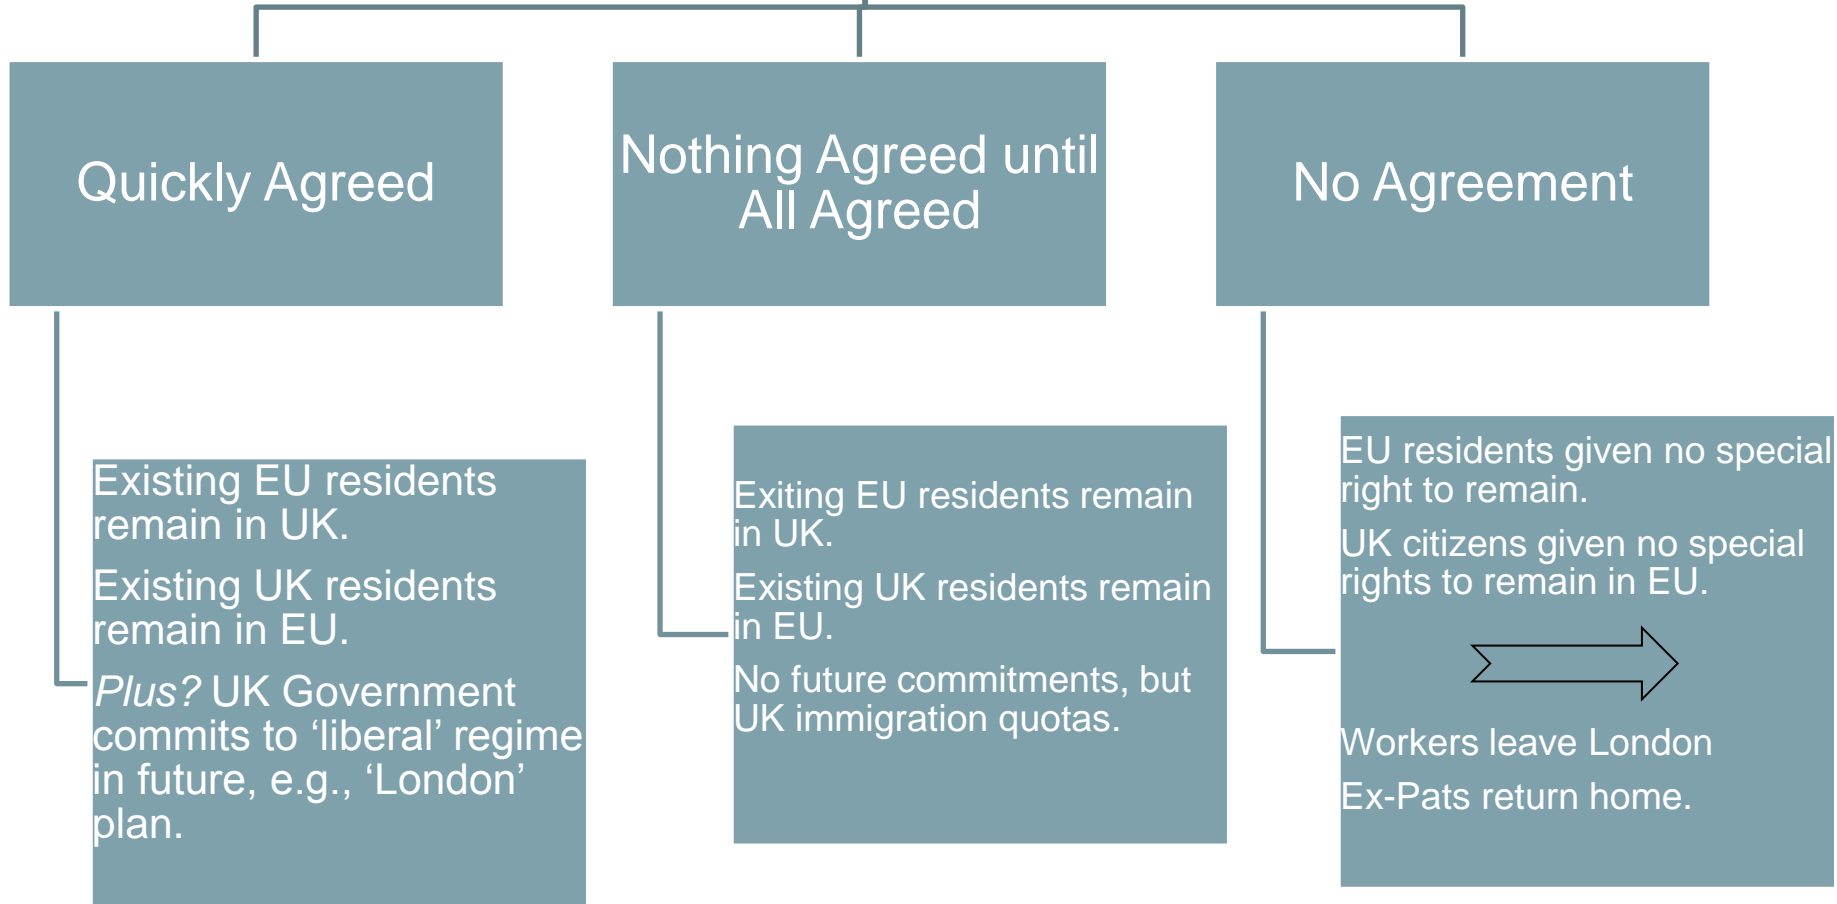 Quickly Agreed
Nothing Agreed until
All Agreed
No Agreement
Existing EU residents
remain in UK.
Existing UK residents
remain in EU.
Plus? UK Government
commits to ‘liberal’ regime
in future, e.g., ‘London’
plan.
Exiting EU residents remain
in UK.
Existing UK residents remain
in EU.
No future commitments, but
UK immigration quotas.
EU residents given no special
right to remain.
UK citizens given no special
rights to remain in EU.
Workers leave London
Ex-Pats return home.